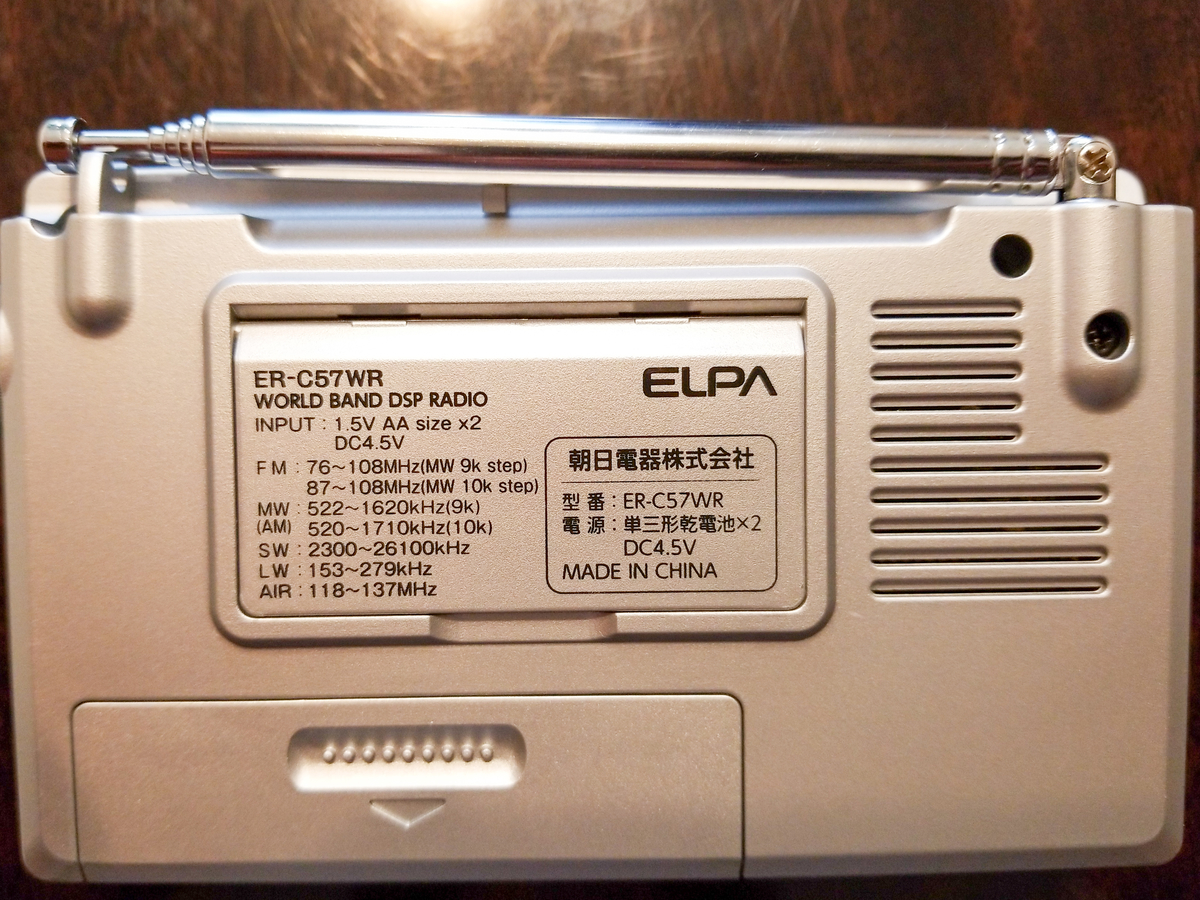 ER-C57WR
WORLD BAND DSP RADIO
INPUT : 1.5V AA size x2
DC4.5V
FM : 76~108MHz(MW 9k step)
87~108MHz(MW 10k step)
MW : 522~1620kHz(9k)
(AM) 520~1710kHz(10k)
SW : 2300~26100kHz
LW : 153~279kHz
AIR : 118~137MHz
ELPA
朝日電器株式会社
型番 : ER-C57WR
電源 : 単三形乾電池×2
DC4.5V
MADE IN CHINA